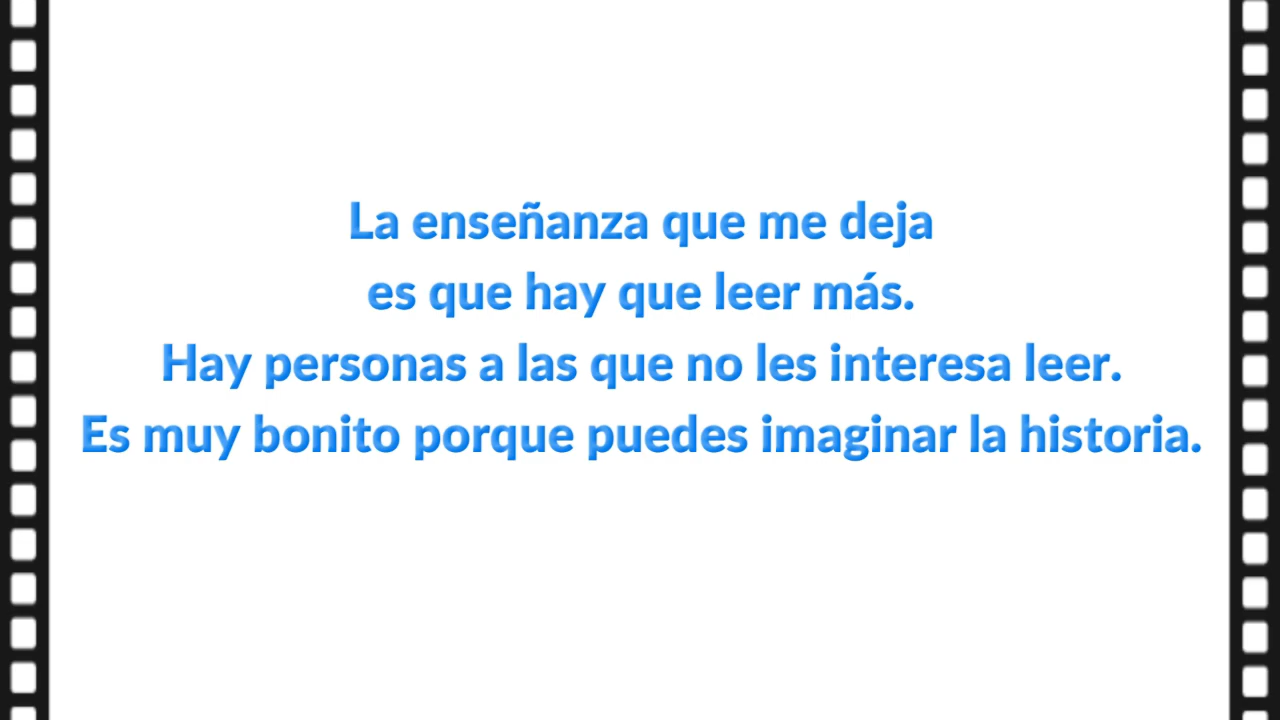 La enseñanza que me deja
es que hay que leer más.
Hay personas a las que no les interesa leer.
Es muy bonito porque puedes imaginar la historia.